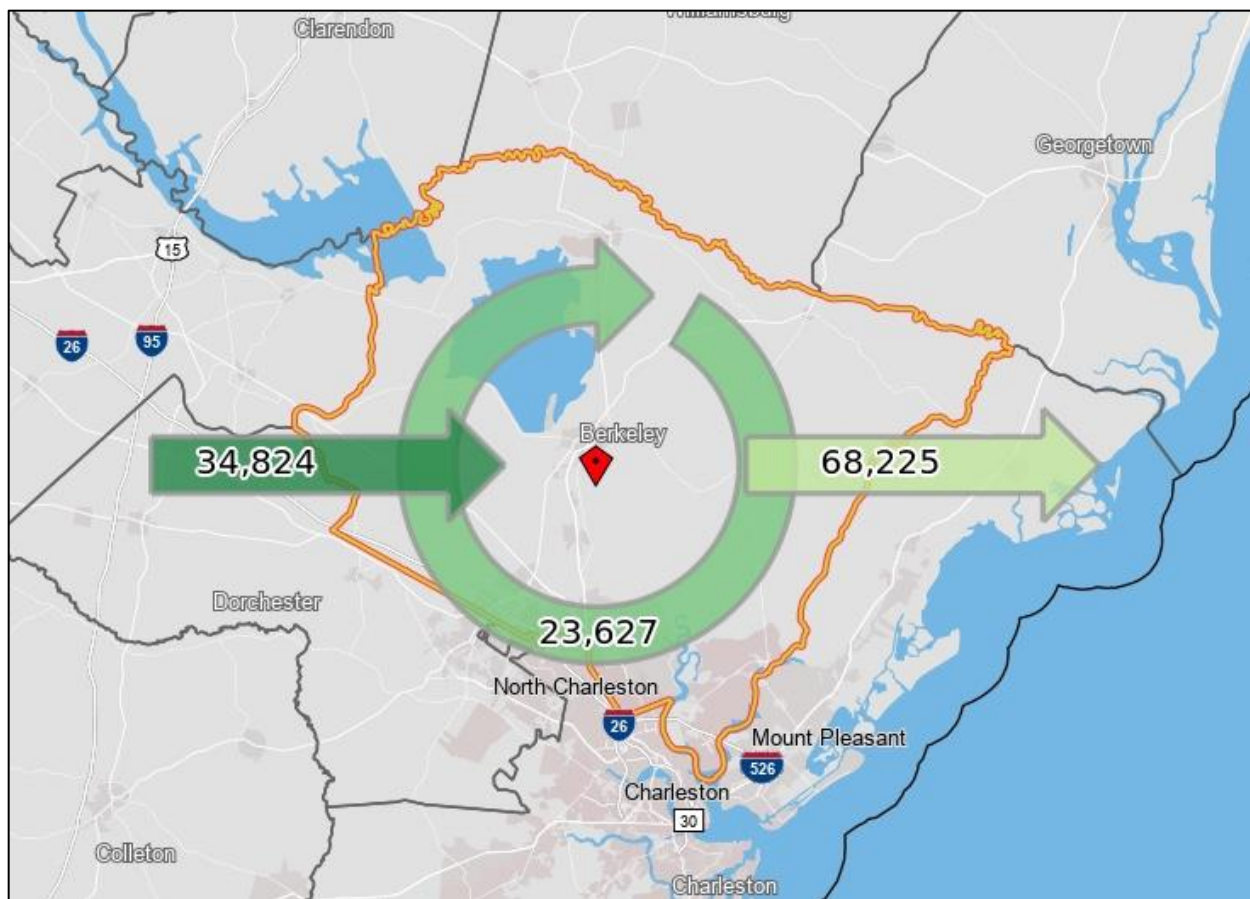 Williamsburg
Clarendon
Georgetown
15
26
95
Berkeley
34,824
68,225
Dorchester
23,627
North Charleston
26
Mount Pleasant
526
Charleston
30
Colleton
Charleston